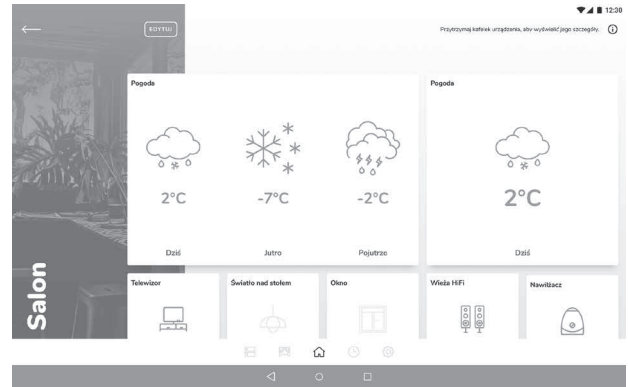 12:30
EDYTUJ
Przytrzymaj kafelek urządzenia, aby wyświetlić jego szczegóły.
Pogoda
2°C
-7°C
-2°C
Dziś
Jutro
Pojutrze
Pogoda
2°C
Dziś
Salon
Telewizor
Światło nad stołem
Okno
Wieża HiFi
Nawilżacz